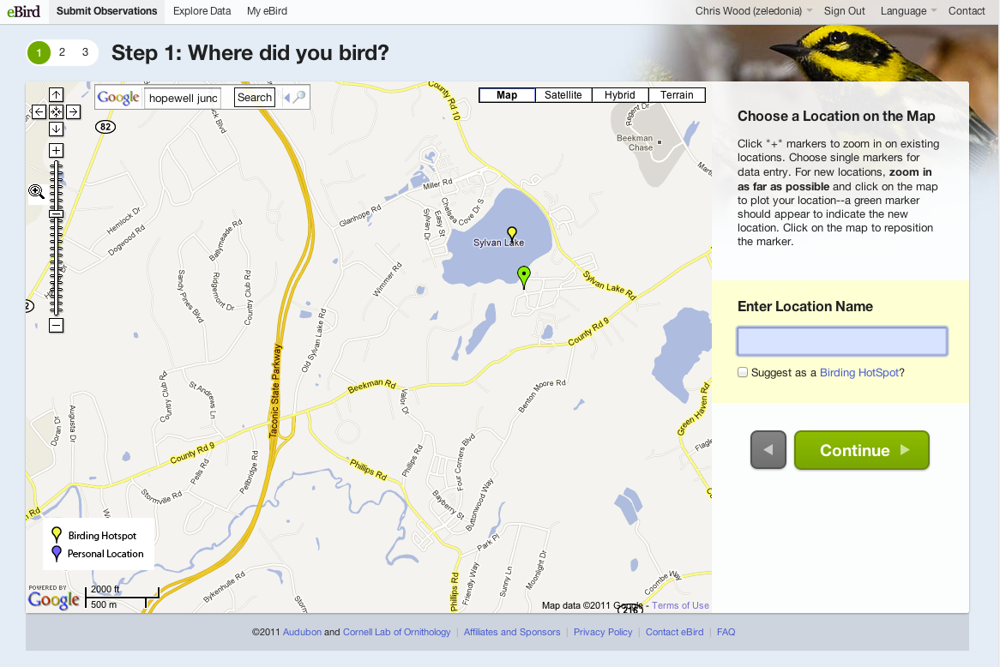 eBird Submit Observations Explore Data My eBird Chris Wood (zeledonia) Sign Out Language Contact
1 2 3 Step 1: Where did you bird?
Google hopewell junc Search
Map Satellite Hybrid Terrain
82
County Rd 10
Regent Dr
Beekman
Chase
Miller Rd
Glanhope Rd
Sylvan Dr
Easy St
Chelsea
Cove Dr S
Hemlock Dr
Dogwood Rd
Ballymeade Rd
Sylvan Lake
Sandy Pines Blvd
Ridgemont Dr
Country Club Rd
Wimmer Rd
Sylvan Lake Rd
Old Sylvan Lake Rd
County Rd 9
Taconic State Parkway
Country Club Rd
St Andrews Ln
Beekman Rd
Valor Dr
Benton Moore Rd
Green Haven Rd
Augusta Dr
Doran Dr
County Rd 9
Pells Rd
Pellbridge Rd
Phillips Rd
Phillips Rd
Four Corners Blvd
Stormville Rd
Bayberry St
Buttonwood Way
Park Pl
Birding Hotspot
Personal Location
Phillips Rd
Friendly Way
Sunny Ln
Moonlight Dr
Coombe Way
Sykenhulle Rd
POWERED BY
Google
2000 ft
500 m
216
Map data ©2011 Google - Terms of Use
Choose a Location on the Map
Click "+" markers to zoom in on existing
locations. Choose single markers for
data entry. For new locations, zoom in
as far as possible and click on the map
to plot your location--a green marker
should appear to indicate the new
location. Click on the map to reposition
the marker.
Enter Location Name
Suggest as a Birding HotSpot?
Continue
©2011 Audubon and Cornell Lab of Ornithology | Affiliates and Sponsors | Privacy Policy | Contact eBird | FAQ